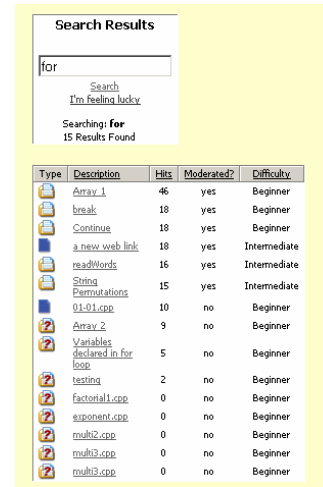 Search Results
for
Search
I'm feeling lucky
Searching: for
15 Results Found
Type Description Hits Moderated? Difficulty
Array 1 46 yes Beginner
break 18 yes Beginner
Continue 18 yes Beginner
a new web link 18 yes Intermediate
readWords 16 yes Intermediate
String
Permutations 15 yes Intermediate
01-01.cpp 10 no Beginner
Array 2 9 no Beginner
Variables
declared in for 5 no Beginner
loop
testing 2 no Beginner
factorial1.cpp 0 no Beginner
exponent.cpp 0 no Beginner
multi2.cpp 0 no Beginner
multi3.cpp 0 no Beginner
multi3.cpp 0 no Beginner